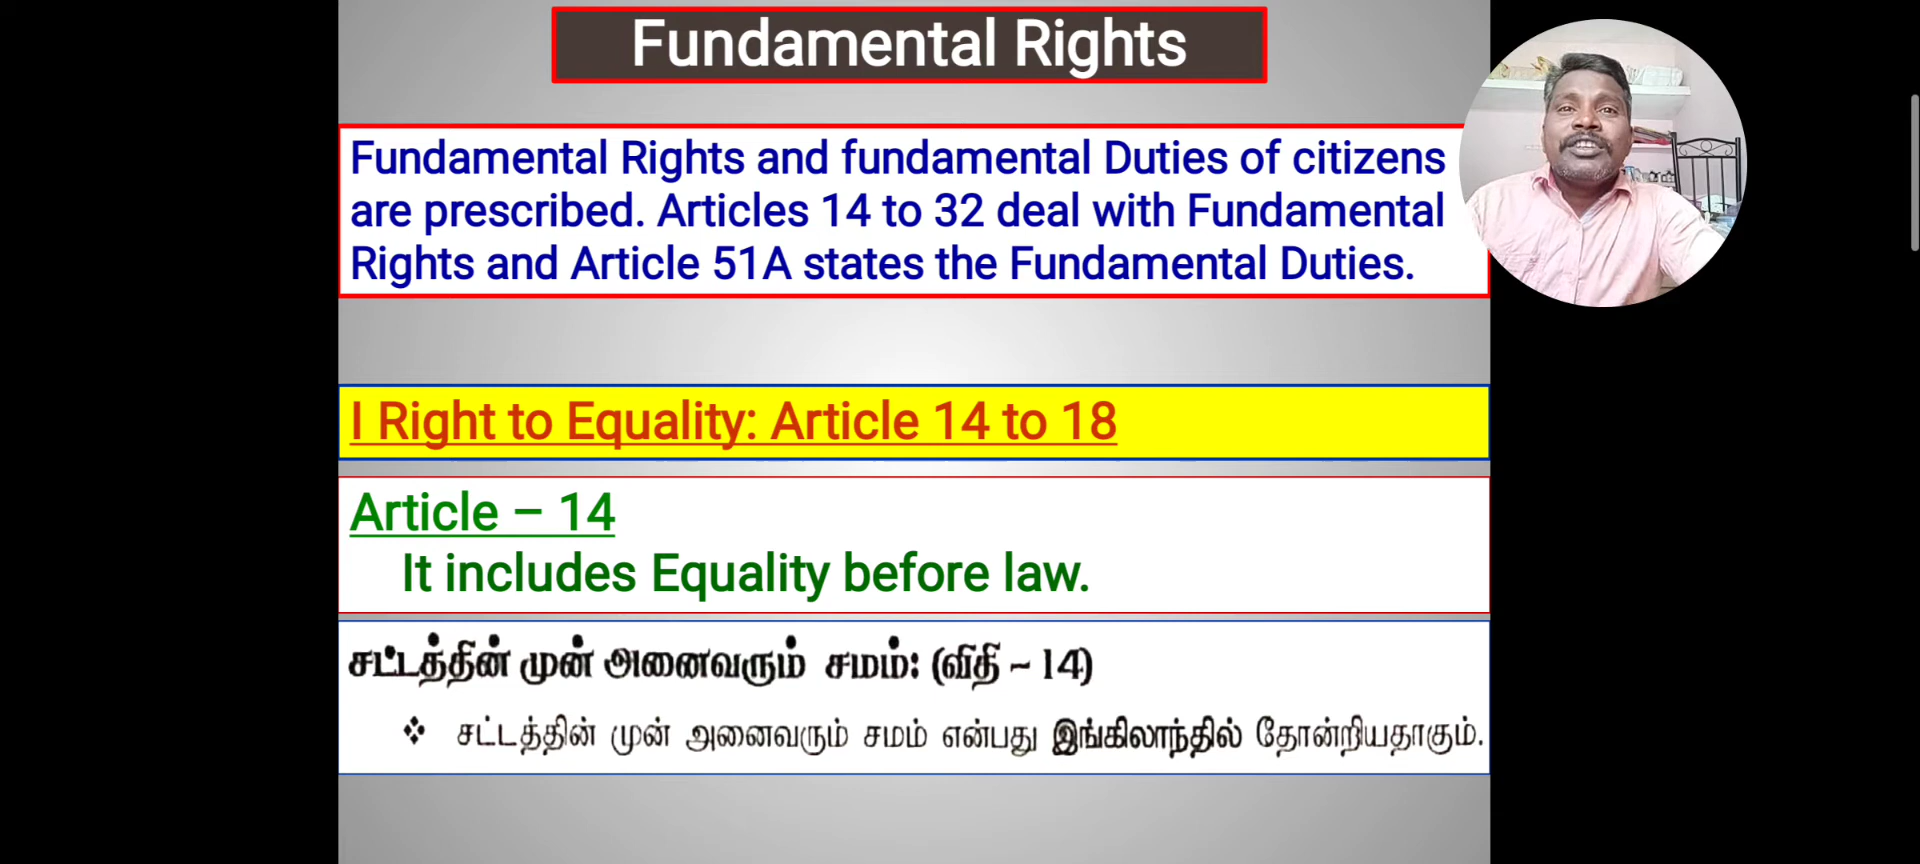 Fundamental Rights
Fundamental Rights and fundamental Duties of citizens
are prescribed. Articles 14 to 32 deal with Fundamental
Rights and Article 51A states the Fundamental Duties.
I Right to Equality: Article 14 to 18
Article – 14
It includes Equality before law.
சட்டத்தின் முன் அனைவரும் சமம்: (விதி – 14)
❖ சட்டத்தின் முன் அனைவரும் சமம் என்பது இங்கிலாந்தில் தோன்றியதாகும்.